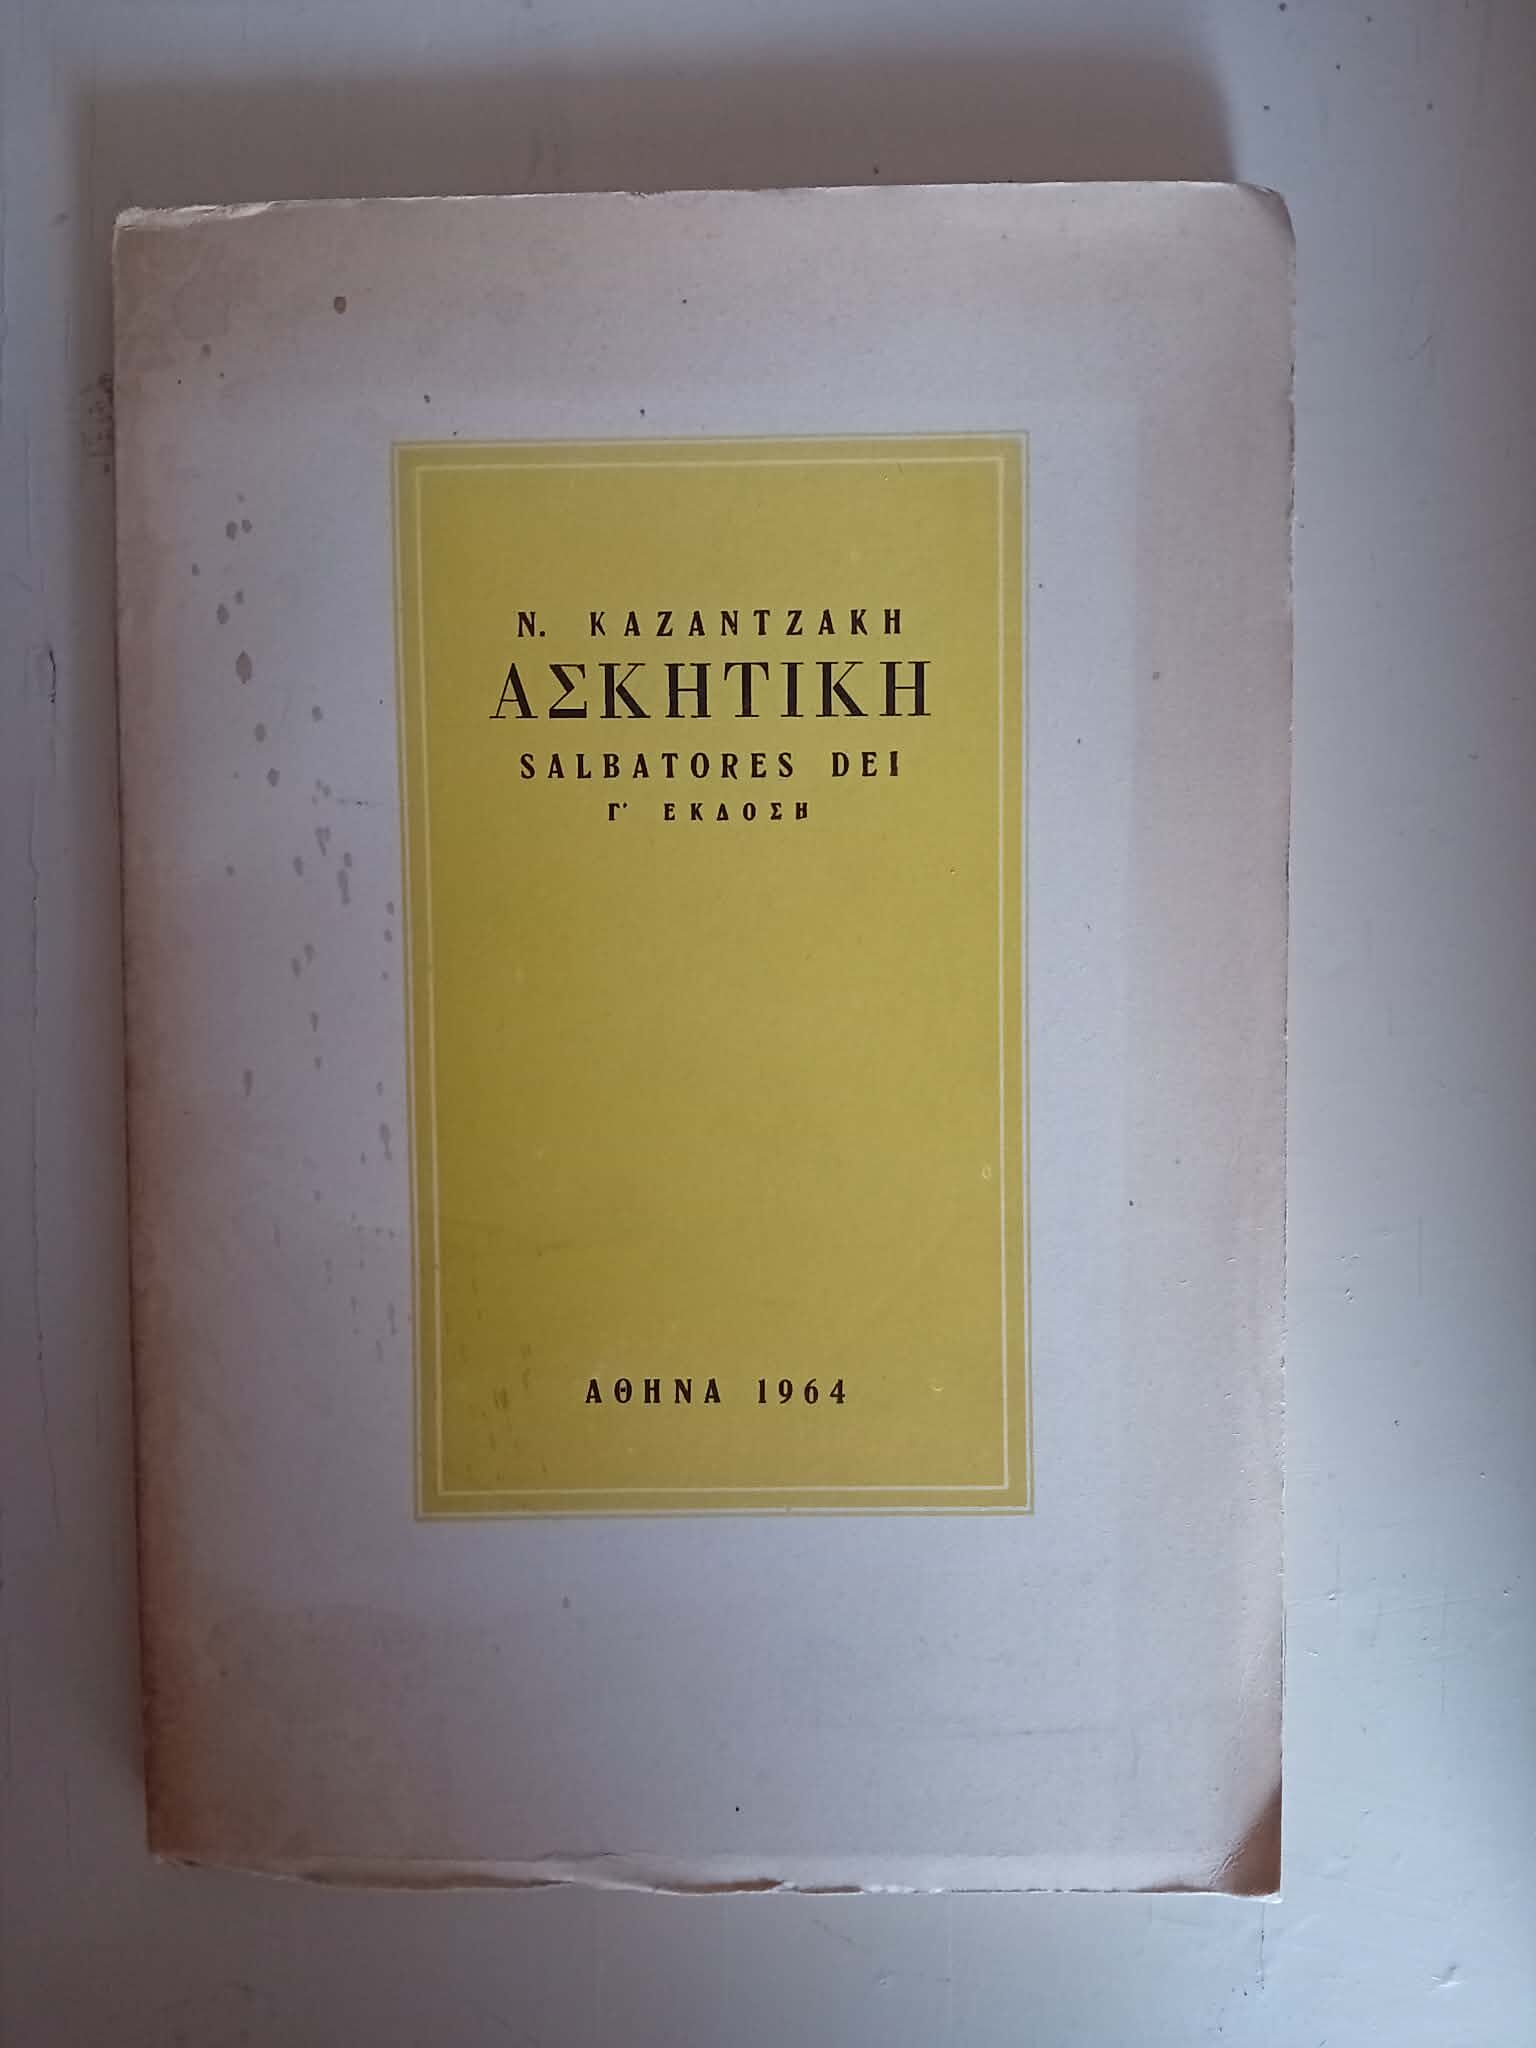 Ν. ΚΑΖΑΝΤΖΑΚΗ
ΑΣΚΗΤΙΚΗ
SALBATORES DEI
Γ' ΕΚΔΟΣΗ
ΑΘΗΝΑ 1964